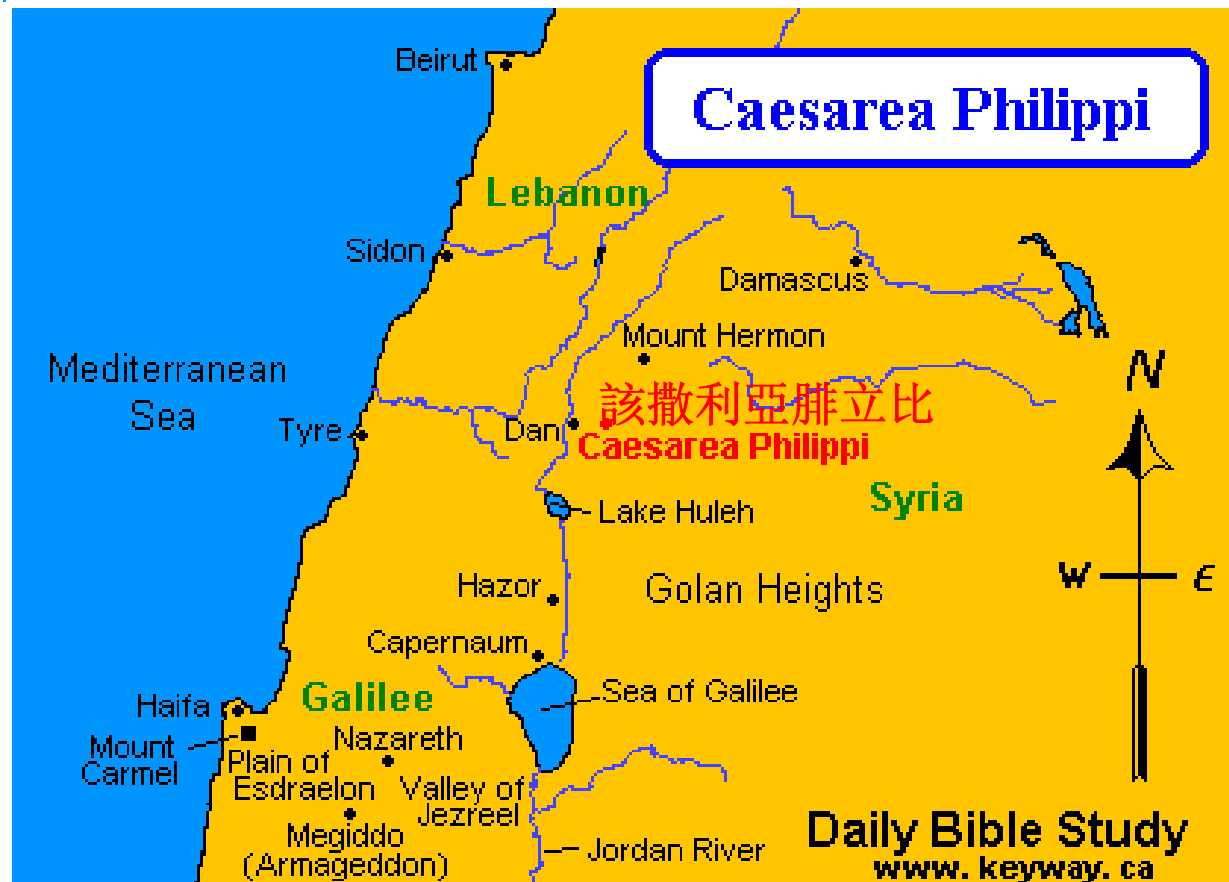 Beirut
Caesarea Philippi
Lebanon
Sidon
Damascus
Mount Hermon
Mediterranean
Sea
N
該撒利亞腓立比
Tyre
Dan
Caesarea Philippi
Syria
Lake Huleh
W
E
Hazor
Golan Heights
Capernaum
Sea of Galilee
Galilee
Haifa
Mount
Carmel
Nazareth
Plain of
Esdraelon
Valley of
Jezreel
Megiddo
(Armageddon)
Jordan River
Daily Bible Study
www.keyway.ca